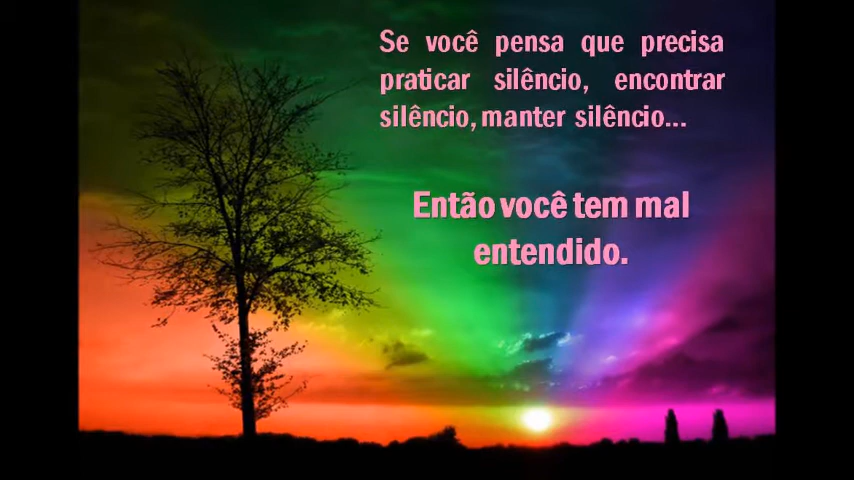 Se você pensa que precisa
praticar silêncio, encontrar
silêncio, manter silêncio...
Então você tem mal
entendido.